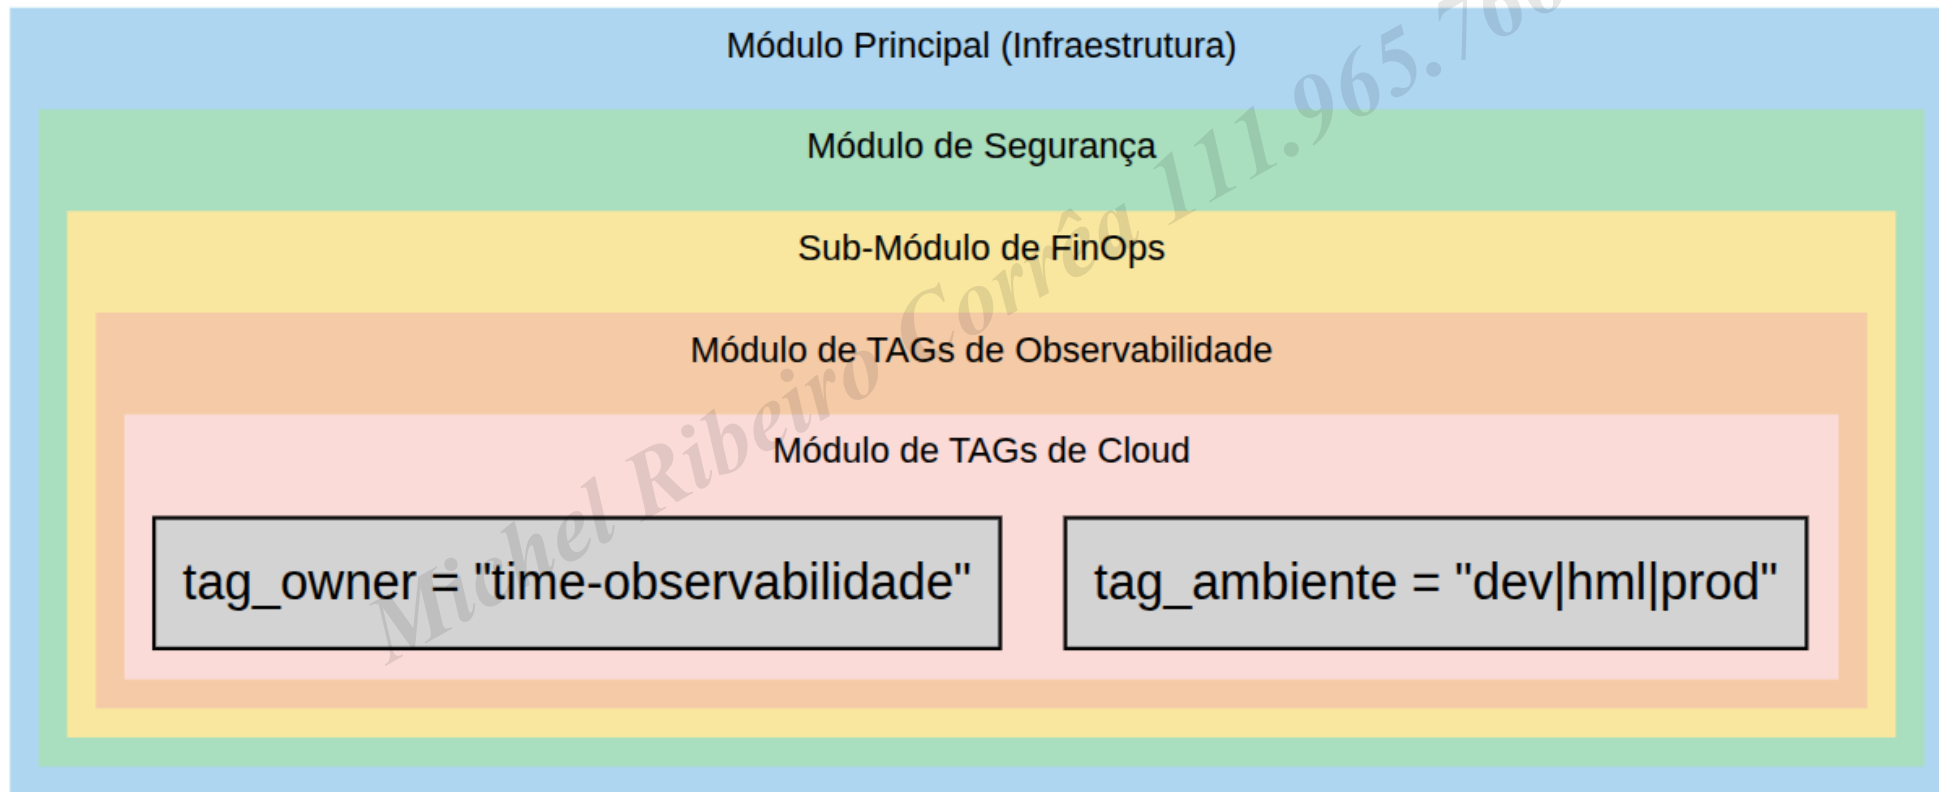 Módulo Principal (Infraestrutura)
Módulo de Segurança
Sub-Módulo de FinOps
Módulo de TAGs de Observabilidade
Módulo de TAGs de Cloud
tag_owner = "time-observabilidade"
tag_ambiente = "dev|hml|prod"
Michel Ribeiro Corrêa 111.965.766